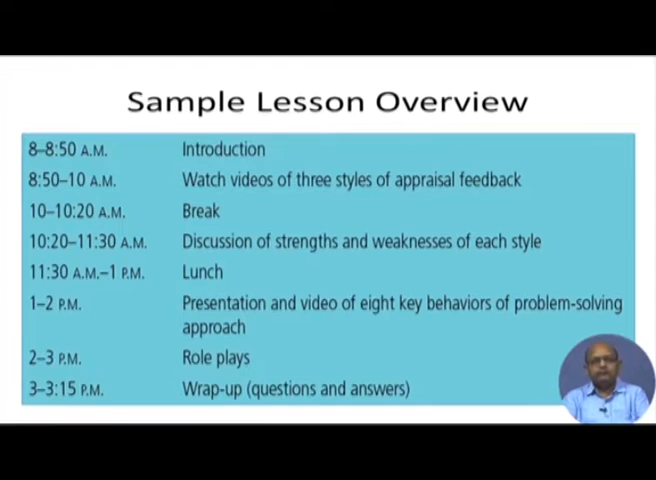 Sample Lesson Overview
8–8:50 A.M. Introduction
8:50–10 A.M. Watch videos of three styles of appraisal feedback
10–10:20 A.M. Break
10:20–11:30 A.M. Discussion of strengths and weaknesses of each style
11:30 A.M.–1 P.M. Lunch
1–2 P.M. Presentation and video of eight key behaviors of problem-solving
approach
2–3 P.M. Role plays
3–3:15 P.M. Wrap-up (questions and answers)